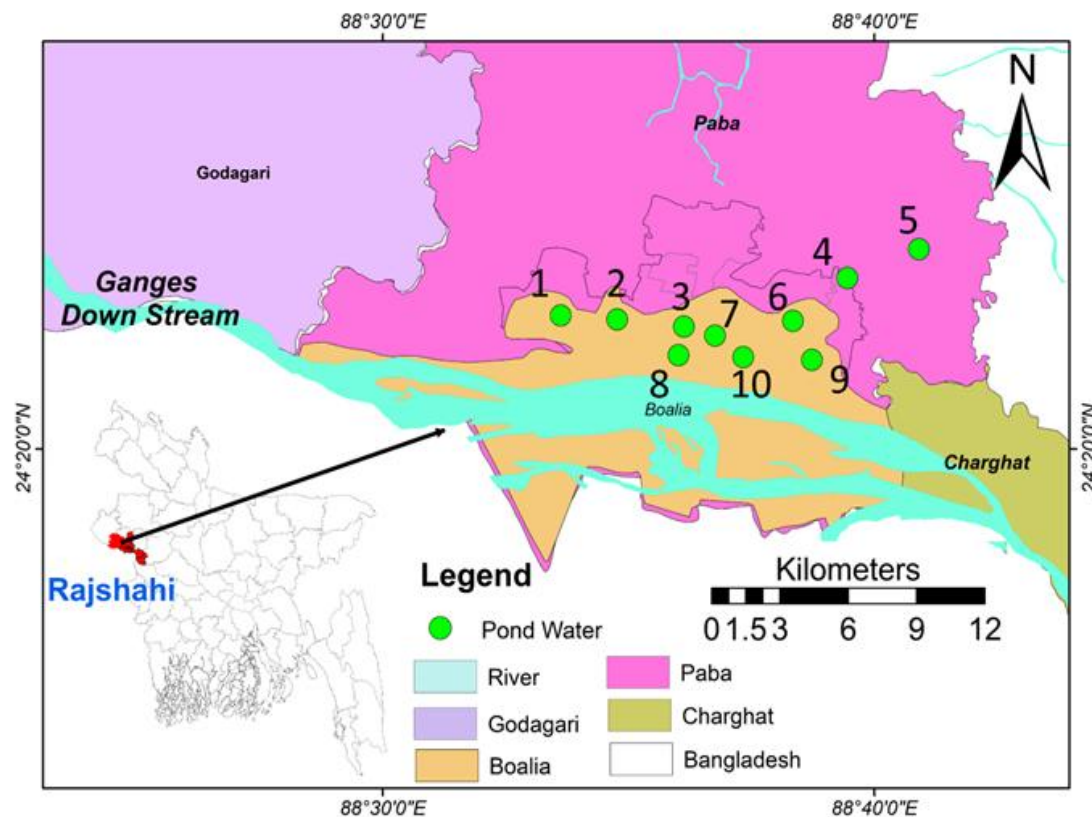 88°30'0"E
88°40'0"E
N
Paba
Godagari
5
4
Ganges
Down Stream
1
2
3
7
6
8
10
9
Boalia
24°20'0"N
24°20'0"N
Charghat
Rajshahi
Legend
Pond Water
River
Godagari
Boalia
Paba
Charghat
Bangladesh
Kilometers
0 1.5 3 6 9 12
88°30'0"E
88°40'0"E